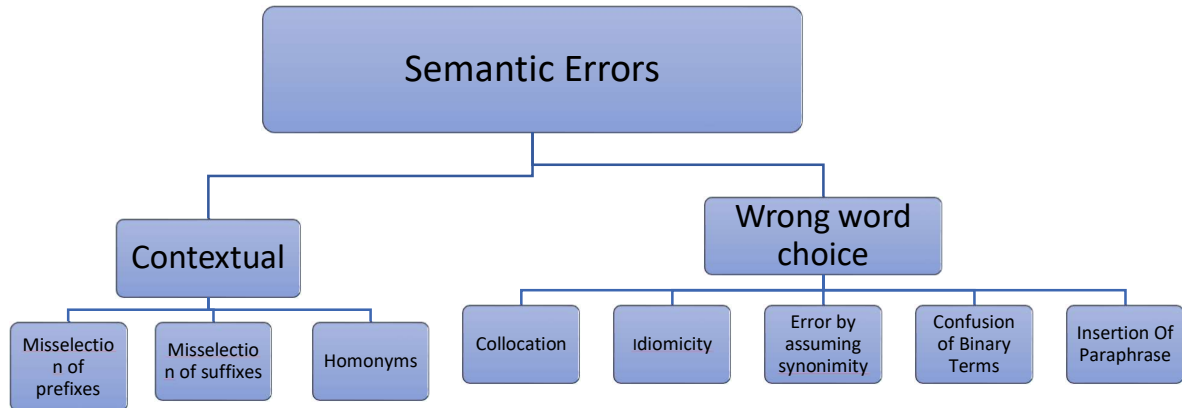 Semantic Errors
Contextual
Wrong word
choice
Misselectio
n of
prefixes
Misselectio
n of suffixes
Homonyms
Collocation
Idiomicity
Error by
assuming
synonimity
Confusion
of Binary
Terms
Insertion Of
Paraphrase